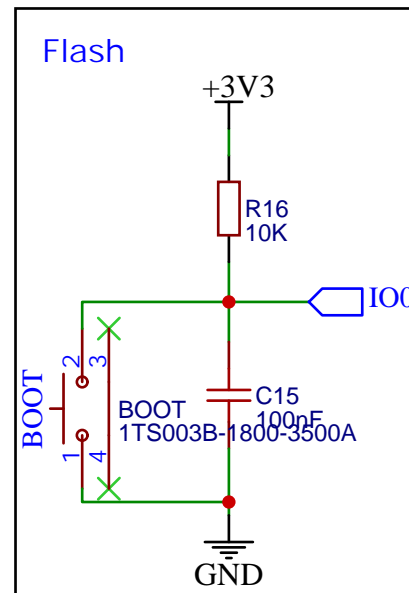 Flash
+3V3
R16
10K
IO0
2
3
BOOT
C15
100nF
BOOT
1TS003B-1800-3500A
1
4
GND